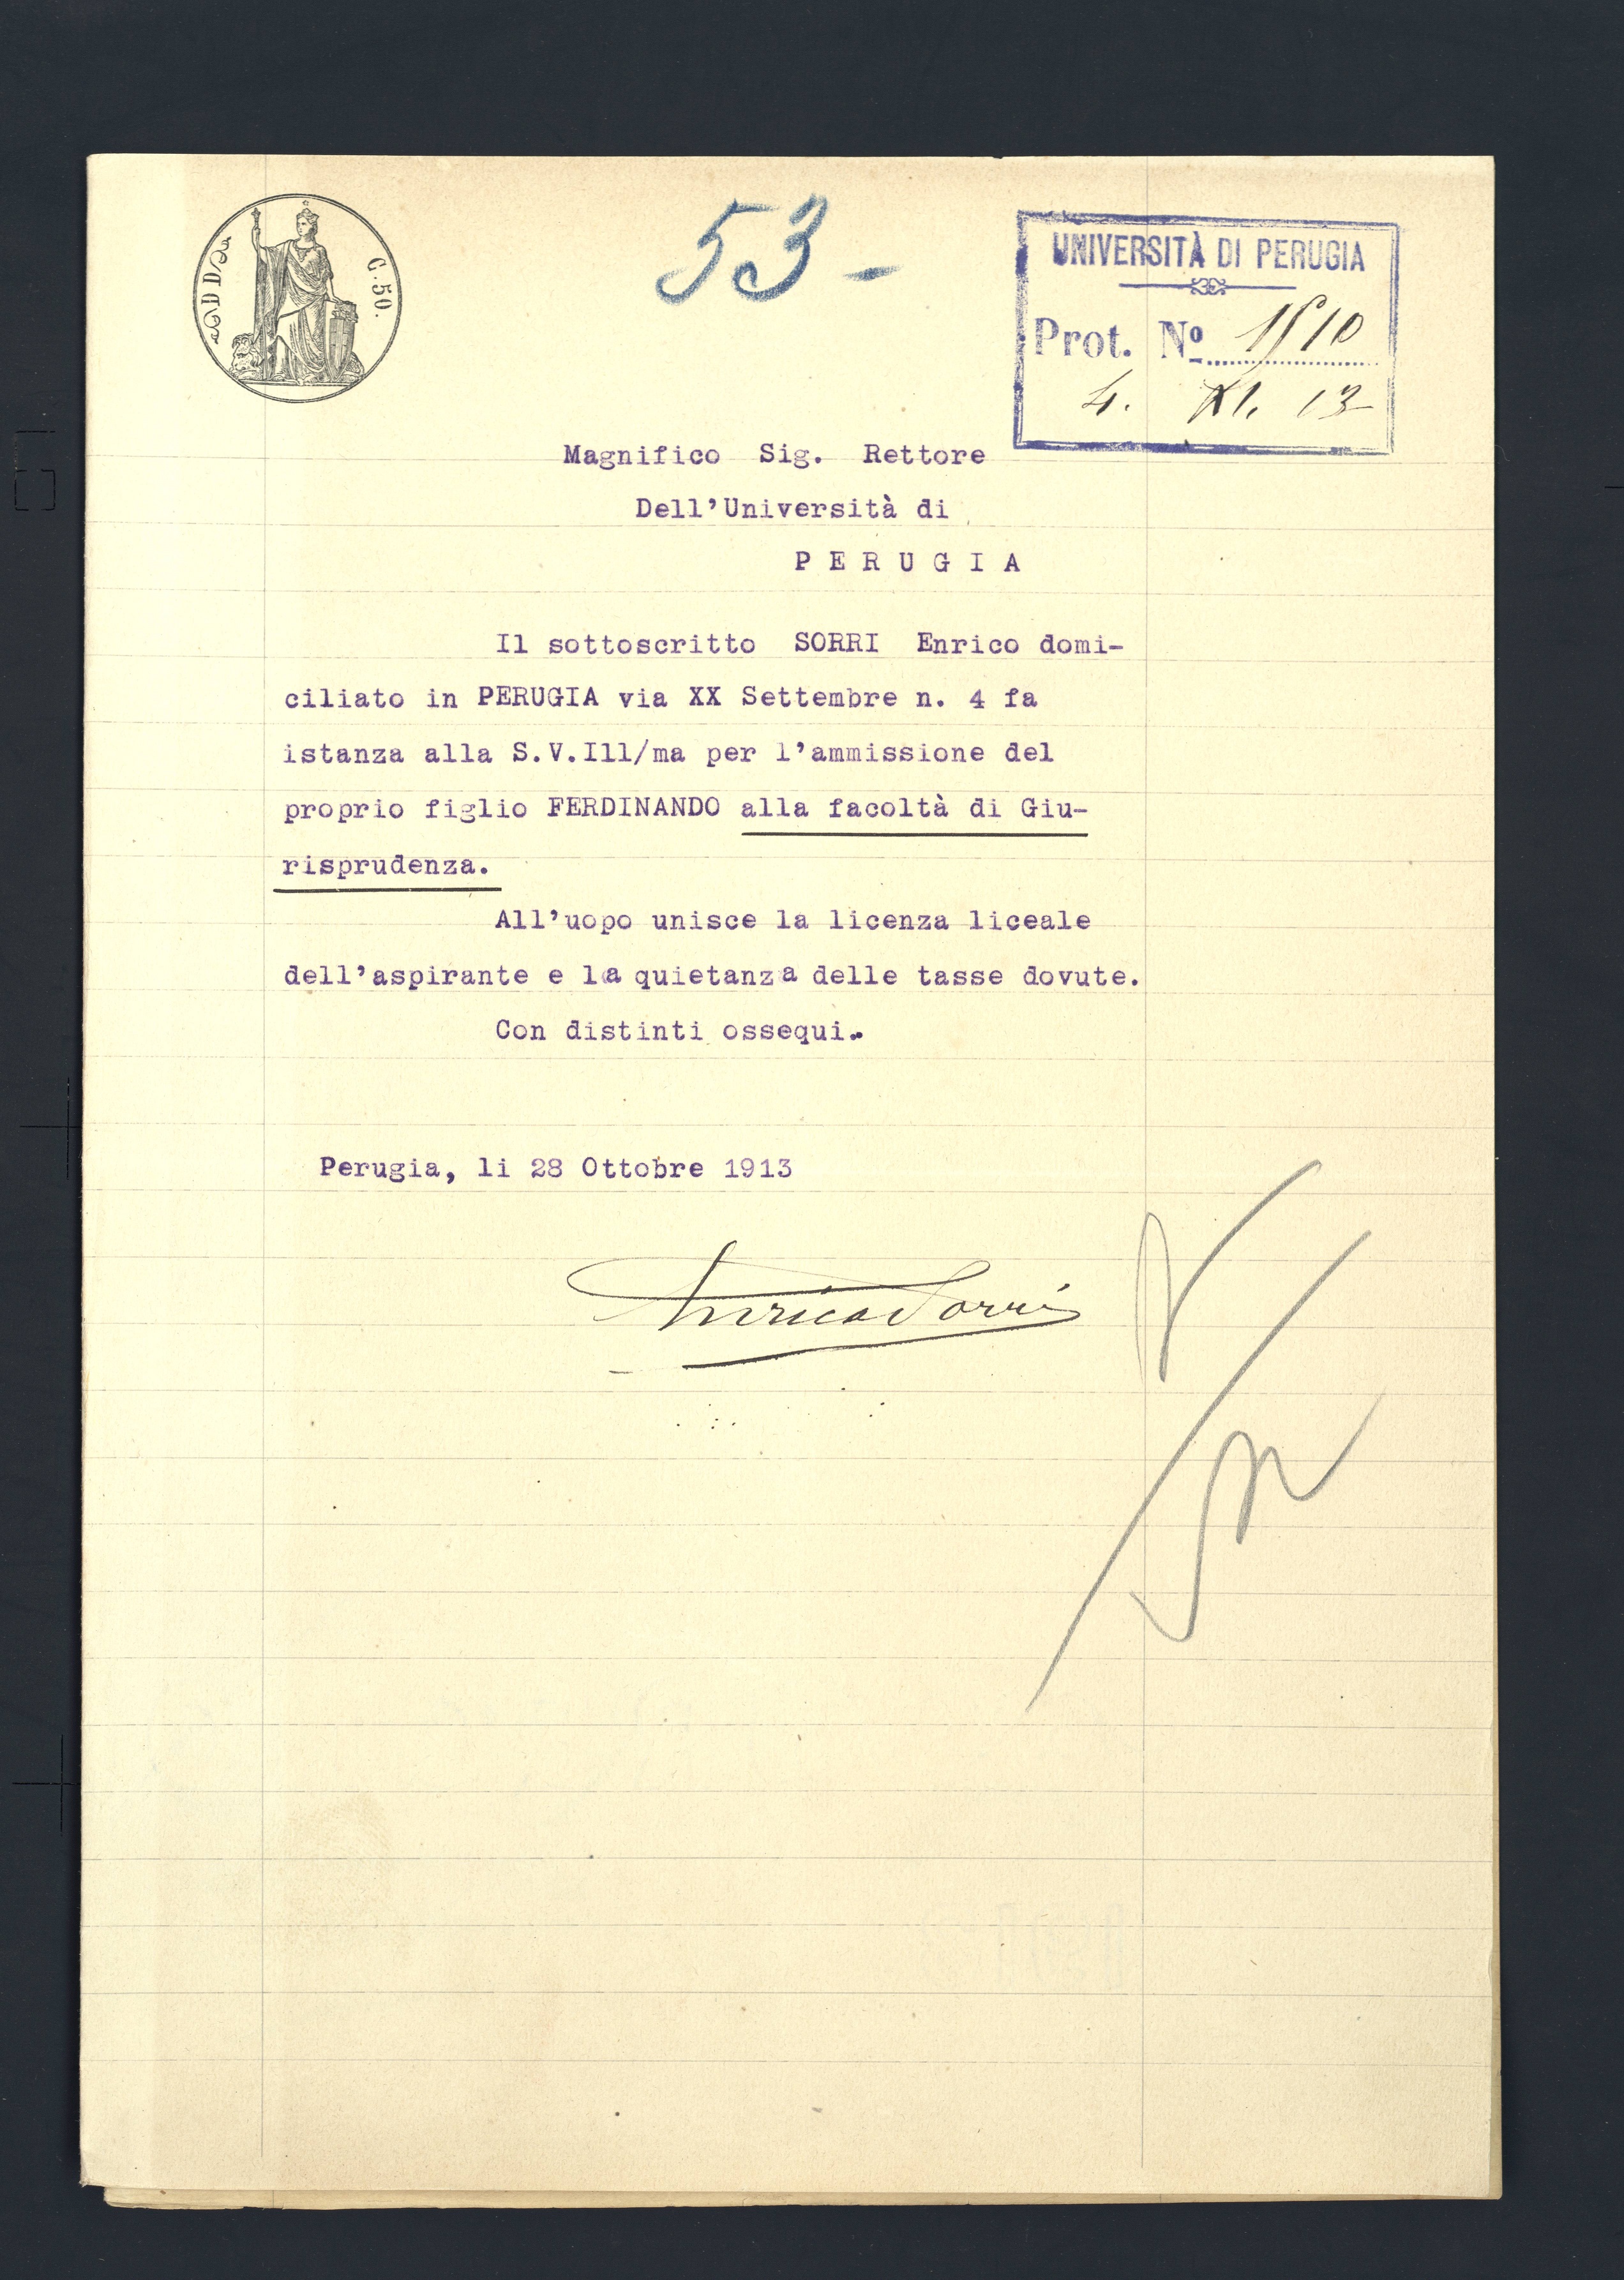 C. 50.
53 -
UNIVERSITÀ DI PERUGIA
Prot. Nº 1510
4. XI. 13
Magnifico Sig. Rettore
Dell'Università di
PERUGIA
Il sottoscritto SORRI Enrico domi-
ciliato in PERUGIA via XX Settembre n. 4 fa
istanza alla S.V.Ill/ma per l'ammissione del
proprio figlio FERDINANDO alla facoltà di Giu-
risprudenza.
All'uopo unisce la licenza liceale
dell'aspirante e la quietanza delle tasse dovute.
Con distinti ossequi.
Perugia, li 28 Ottobre 1913
Enrico Sorri